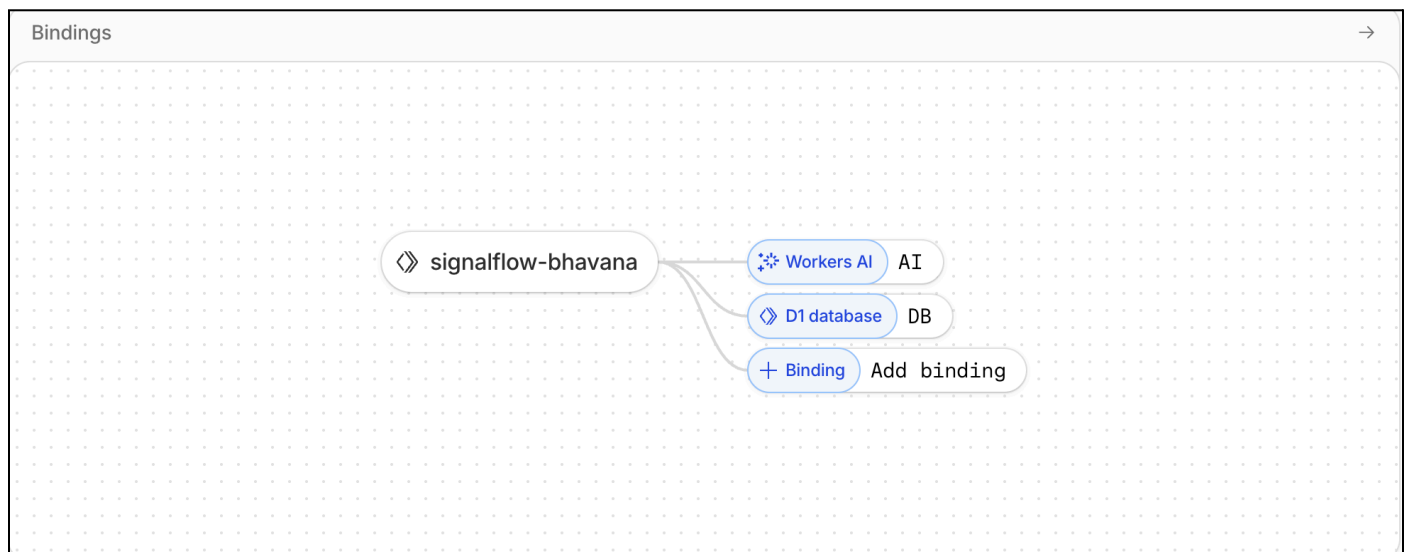 Bindings
signalflow-bhavana
Workers AI AI
D1 database DB
Binding Add binding